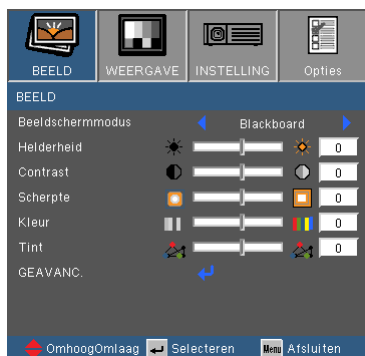 BEELD WEERGAVE INSTELLING Opties
BEELD
Beeldschermmodus Blackboard
Helderheid 0
Contrast 0
Scherpte 0
Kleur 0
Tint 0
GEAVANC.
OmhoogOmlaag Selecteren Menu Afsluiten